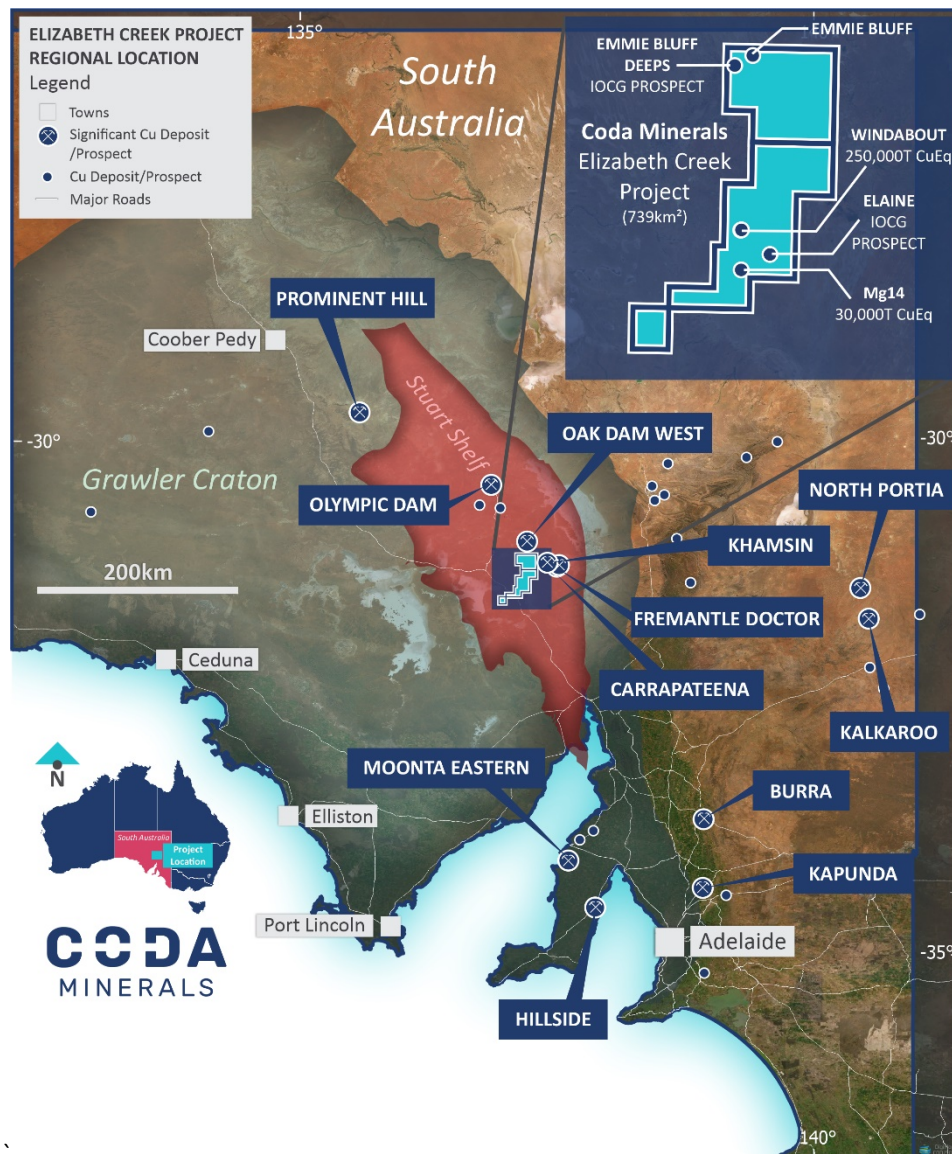 ELIZABETH CREEK PROJECT
REGIONAL LOCATION
Legend
Towns
Significant Cu Deposit
/Prospect
Cu Deposit/Prospect
Major Roads
135°
South
Australia
EMMIE BLUFF
EMMIE BLUFF
DEEPS
IOCG PROSPECT
Coda Minerals
Elizabeth Creek
Project
(739km²)
WINDABOUT
250,000T CuEq
ELAINE
IOCG
PROSPECT
Mg14
30,000T CuEq
PROMINENT HILL
Coober Pedy
Stuart Shelf
-30°
-30°
Grawler Craton
OAK DAM WEST
OLYMPIC DAM
NORTH PORTIA
KHAMSIN
200km
FREMANTLE DOCTOR
Ceduna
CARRAPATEENA
KALKAROO
MOONTA EASTERN
N
BURRA
Elliston
South Australia
Project
Location
KAPUNDA
Port Lincoln
Adelaide
-35°
CODA
MINERALS
HILLSIDE
140°
`